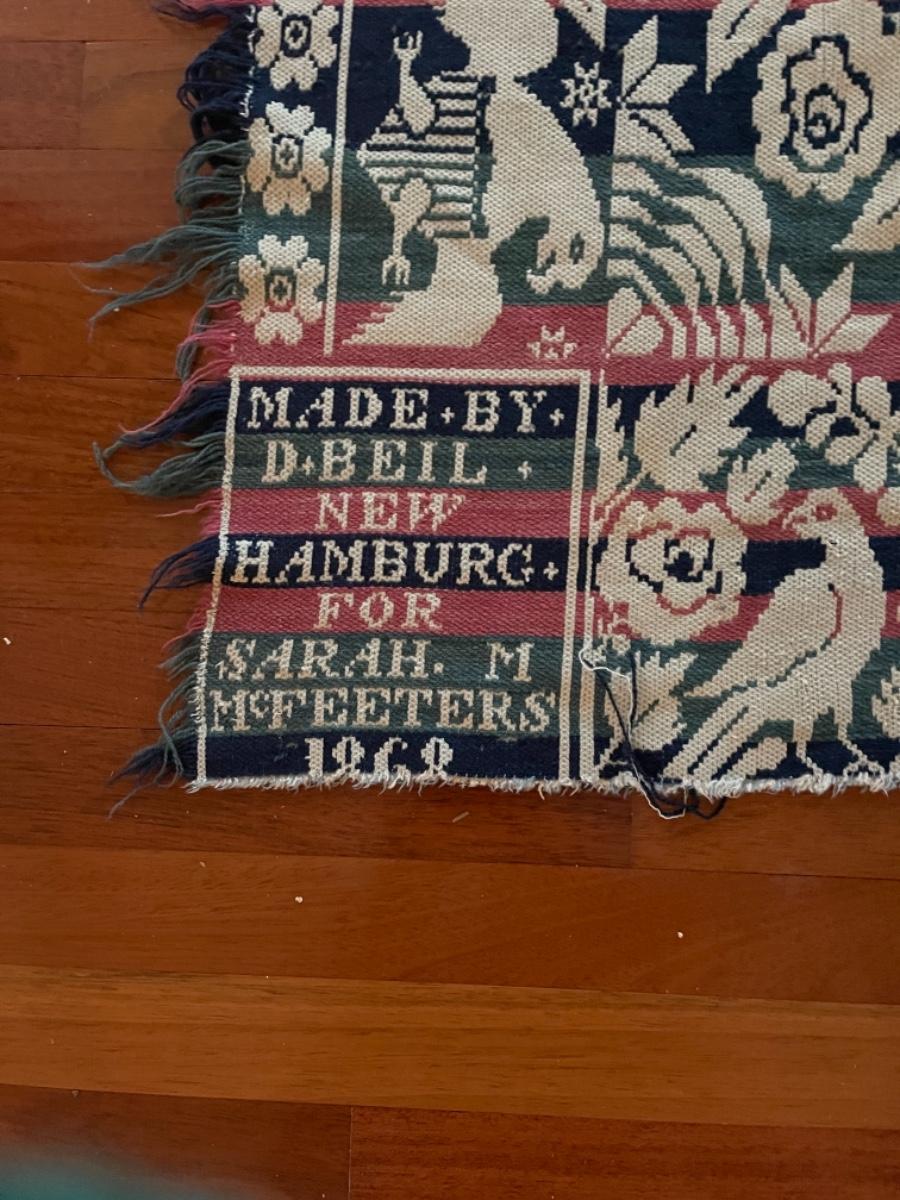 MADE·BY·
D·BEIL ·
NEW
HAMBURG·
FOR
SARAH. M
McFEETERS